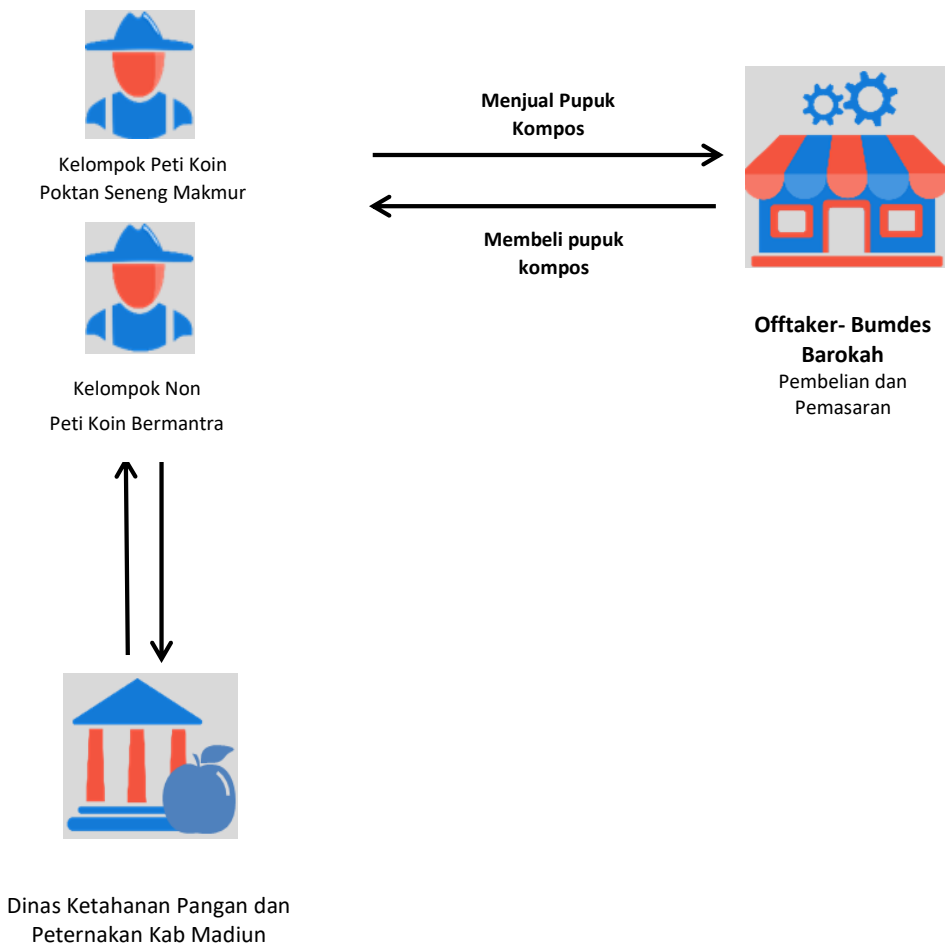 Kelompok Peti Koin
Poktan Seneng Makmur
Menjual Pupuk
Kompos
Membeli pupuk
kompos
Offtaker- Bumdes
Barokah
Pembelian dan
Pemasaran
Kelompok Non
Peti Koin Bermantra
Dinas Ketahanan Pangan dan
Peternakan Kab Madiun